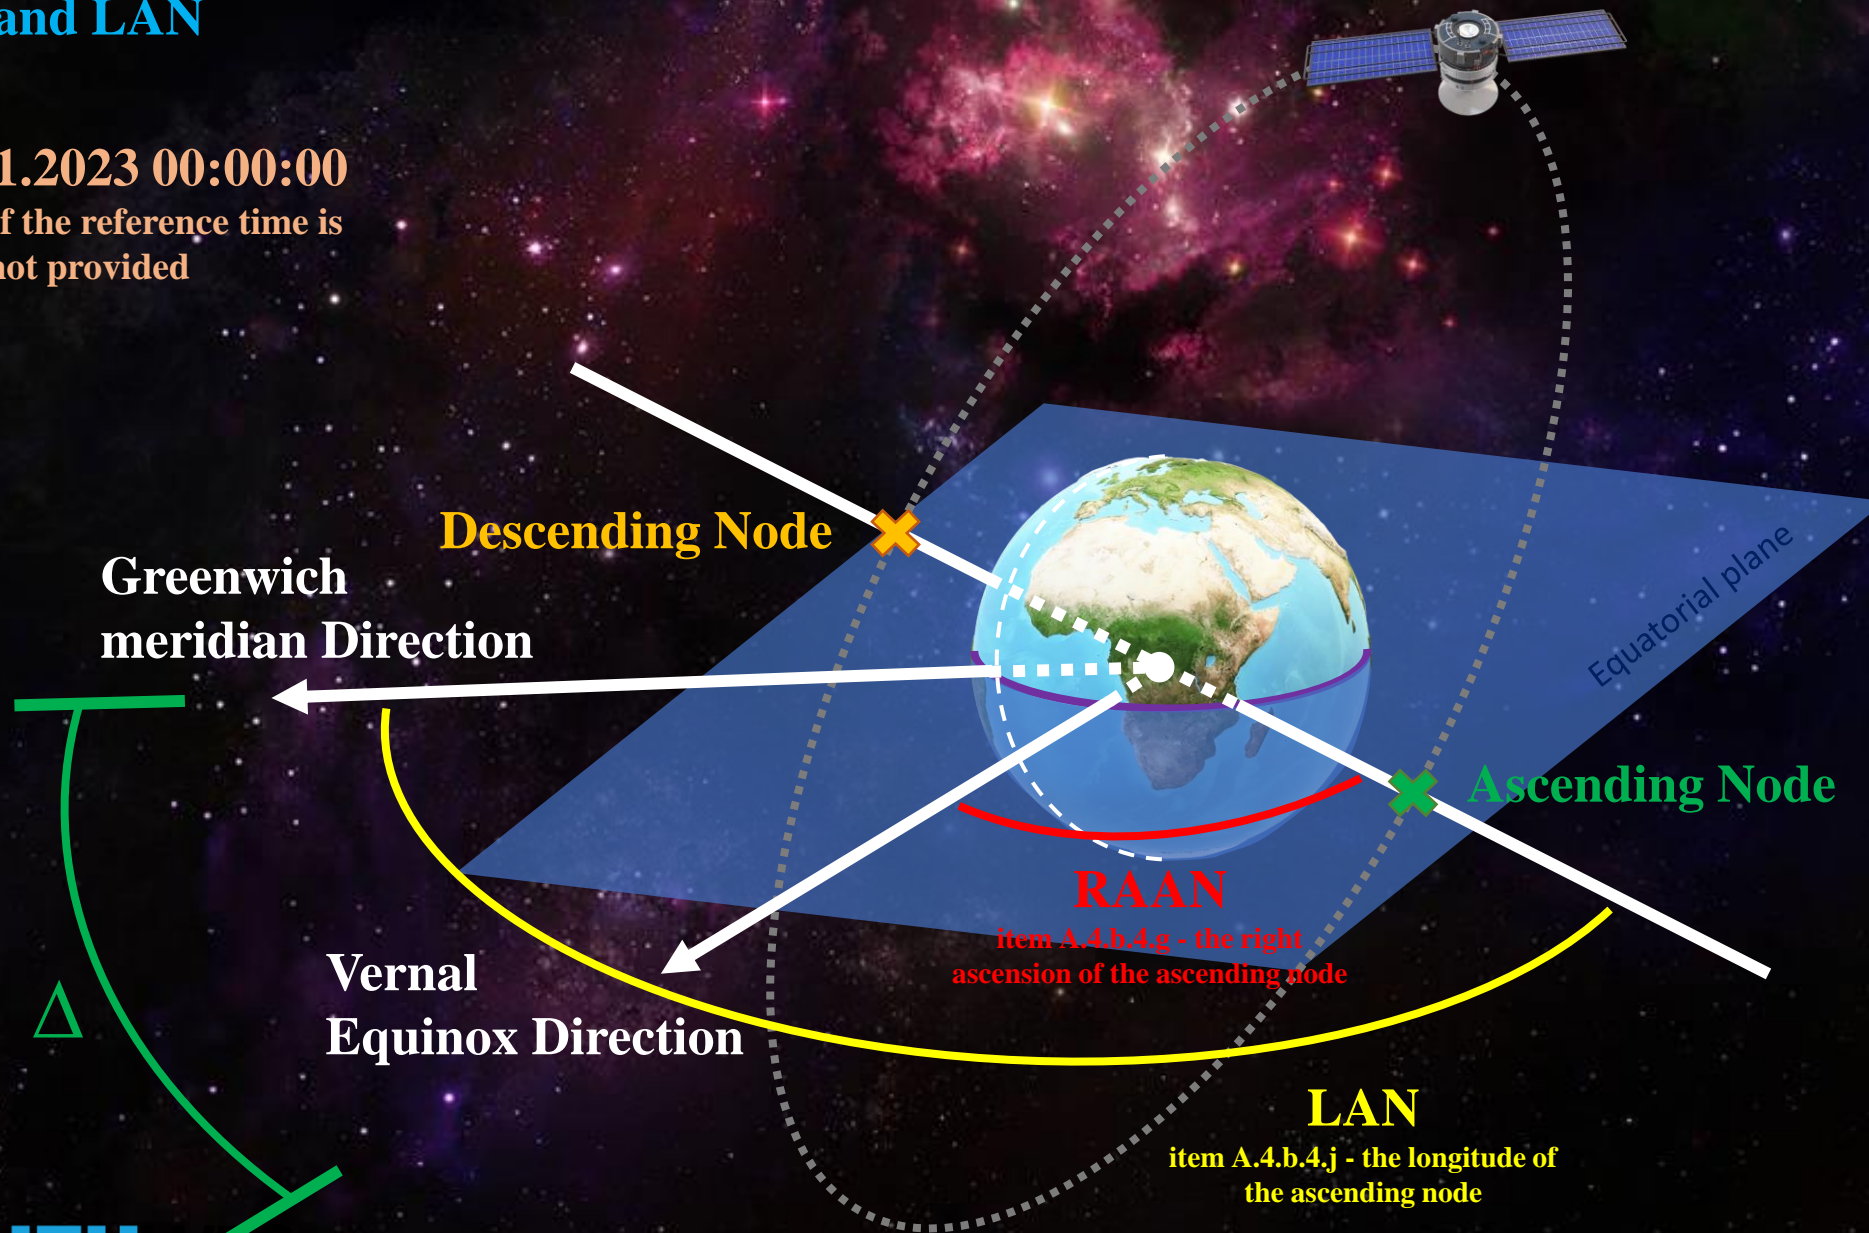 and LAN
1.2023 00:00:00
f the reference time is
not provided
Descending Node
Greenwich
meridian Direction
Equatorial plane
Ascending Node
RAAN
item A.4.b.4.g - the right
ascension of the ascending node
Vernal
Equinox Direction
Δ
LAN
item A.4.b.4.j - the longitude of
the ascending node